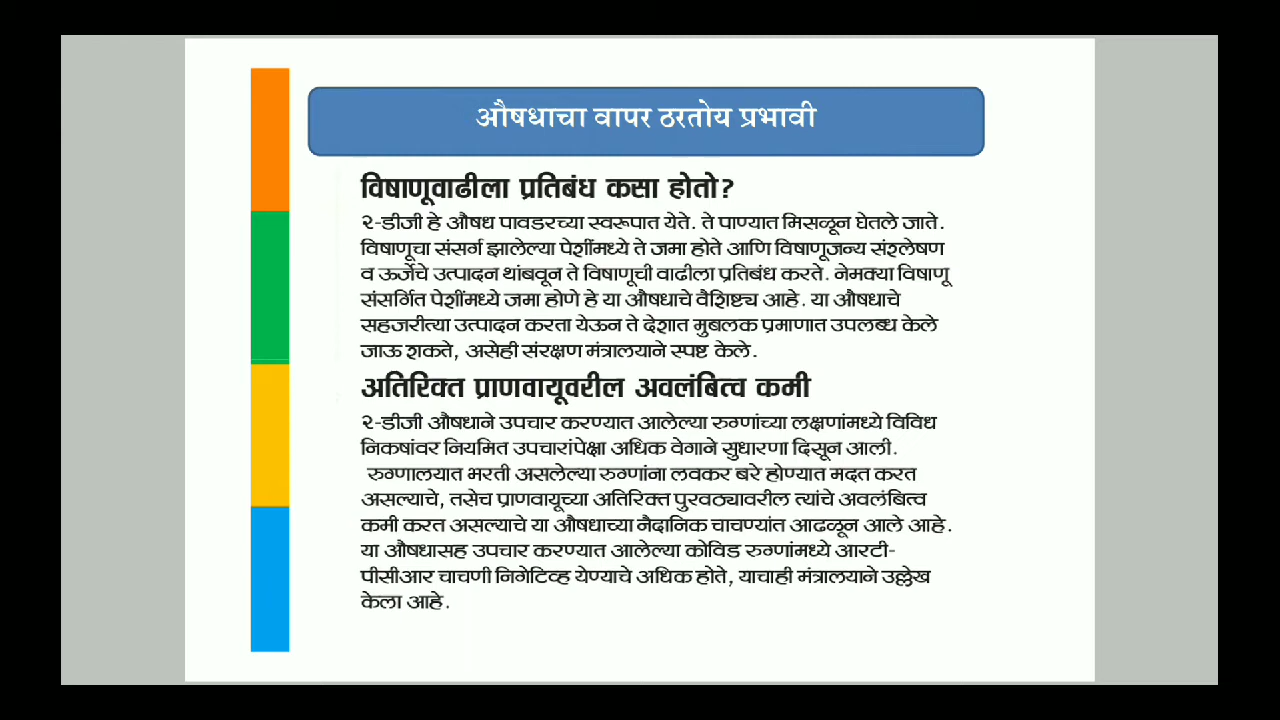 औषधाचा वापर ठरतोय प्रभावी
विषाणूवाढीला प्रतिबंध कसा होतो?
२-डीजी हे औषध पावडरच्या स्वरूपात येते. ते पाण्यात मिसळून घेतले जाते.
विषाणूचा संसर्ग झालेल्या पेशींमध्ये ते जमा होते आणि विषाणूजन्य संश्लेषण
व ऊर्जेचे उत्पादन थांबवून ते विषाणूची वाढीला प्रतिबंध करते. नेमक्या विषाणू
संसर्गित पेशींमध्ये जमा होणे हे या औषधाचे वैशिष्ट्य आहे. या औषधाचे
सहजरीत्या उत्पादन करता येऊन ते देशात मुबलक प्रमाणात उपलब्ध केले
जाऊ शकते, असेही संरक्षण मंत्रालयाने स्पष्ट केले.
अतिरिक्त प्राणवायूवरील अवलंबित्व कमी
२-डीजी औषधाने उपचार करण्यात आलेल्या रुग्णांच्या लक्षणांमध्ये विविध
निकषांवर नियमित उपचारांपेक्षा अधिक वेगाने सुधारणा दिसून आली.
रुग्णालयात भरती असलेल्या रुग्णांना लवकर बरे होण्यात मदत करत
असल्याचे, तसेच प्राणवायूच्या अतिरिक्त पुरवठ्यावरील त्यांचे अवलंबित्व
कमी करत असल्याचे या औषधाच्या नैदानिक चाचण्यांत आढळून आले आहे.
या औषधासह उपचार करण्यात आलेल्या कोविड रुग्णांमध्ये आरटी-
पीसीआर चाचणी निगेटिव्ह येण्याचे अधिक होते, याचाही मंत्रालयाने उल्लेख
केला आहे.